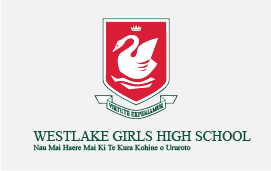 VIRTUTE EXPERIAMUR
WESTLAKE GIRLS HIGH SCHOOL
Nau Mai Haere Mai Ki Te Kura Kohine o Ururoto